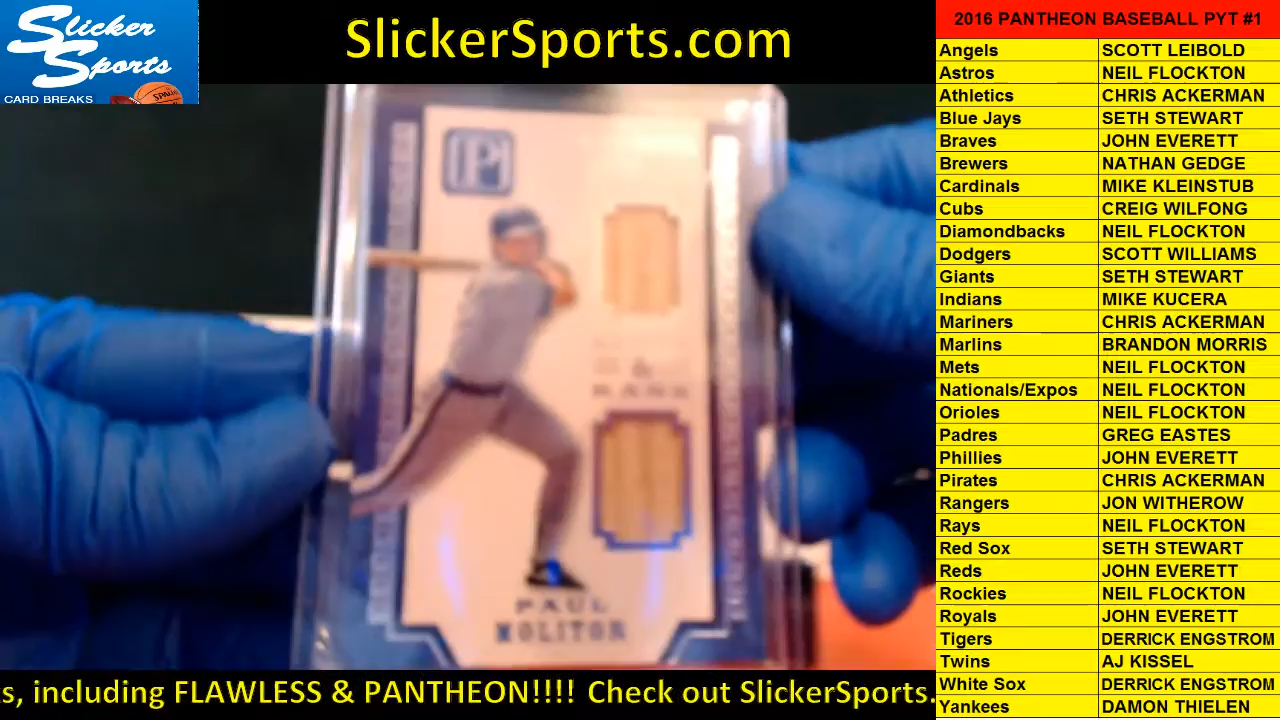 Slicker
Sports
CARD BREAKS
SPALDING
SlickerSports.com
P
&
PAUL
MOLITOR
s, including FLAWLESS & PANTHEON!!!! Check out SlickerSports.
2016 PANTHEON BASEBALL PYT #1
Angels SCOTT LEIBOLD
Astros NEIL FLOCKTON
Athletics CHRIS ACKERMAN
Blue Jays SETH STEWART
Braves JOHN EVERETT
Brewers NATHAN GEDGE
Cardinals MIKE KLEINSTUB
Cubs CREIG WILFONG
Diamondbacks NEIL FLOCKTON
Dodgers SCOTT WILLIAMS
Giants SETH STEWART
Indians MIKE KUCERA
Mariners CHRIS ACKERMAN
Marlins BRANDON MORRIS
Mets NEIL FLOCKTON
Nationals/Expos NEIL FLOCKTON
Orioles NEIL FLOCKTON
Padres GREG EASTES
Phillies JOHN EVERETT
Pirates CHRIS ACKERMAN
Rangers JON WITHEROW
Rays NEIL FLOCKTON
Red Sox SETH STEWART
Reds JOHN EVERETT
Rockies NEIL FLOCKTON
Royals JOHN EVERETT
Tigers DERRICK ENGSTROM
Twins AJ KISSEL
White Sox DERRICK ENGSTROM
Yankees DAMON THIELEN